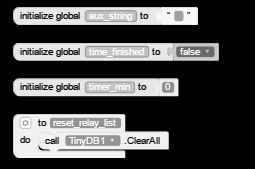 initialize global aux_string to " "
initialize global time_finished to false
initialize global timer_min to 0
to reset_relay_list
do call TinyDB1 .ClearAll